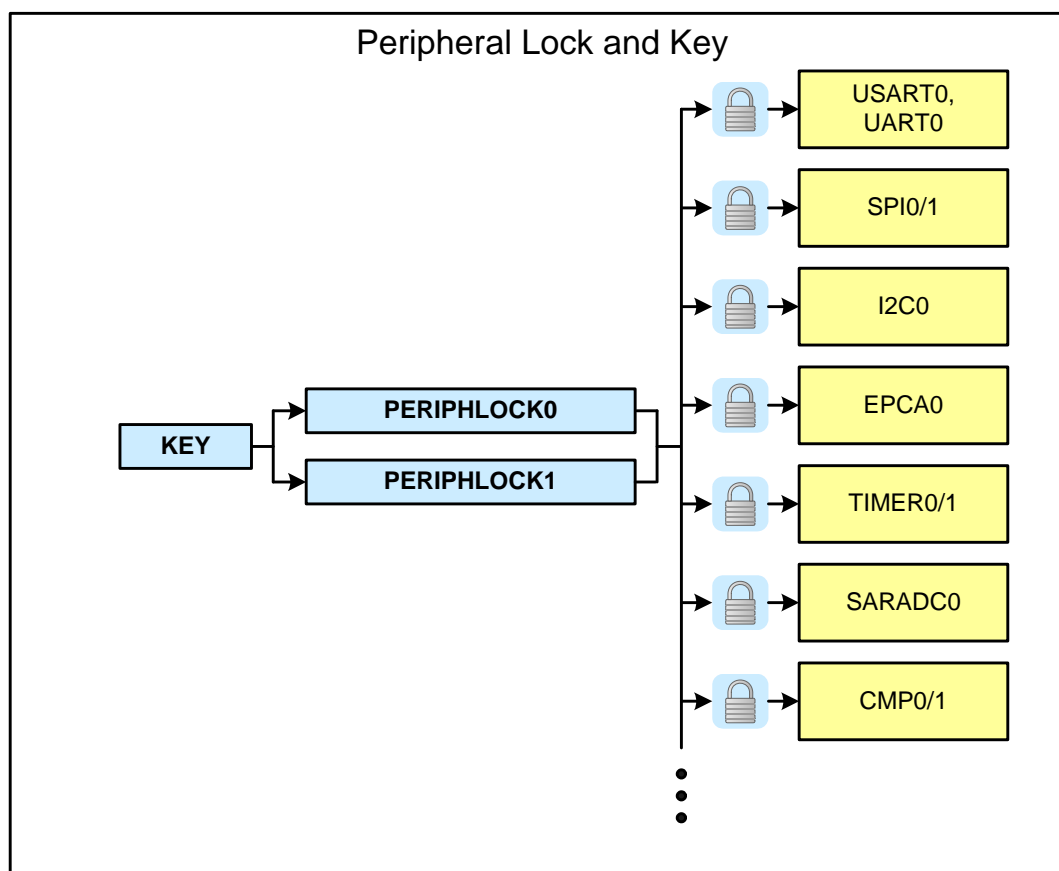 Peripheral Lock and Key
USART0,
UART0
SPI0/1
I2C0
EPCA0
PERIPHLOCK0
KEY
PERIPHLOCK1
TIMER0/1
SARADC0
CMP0/1